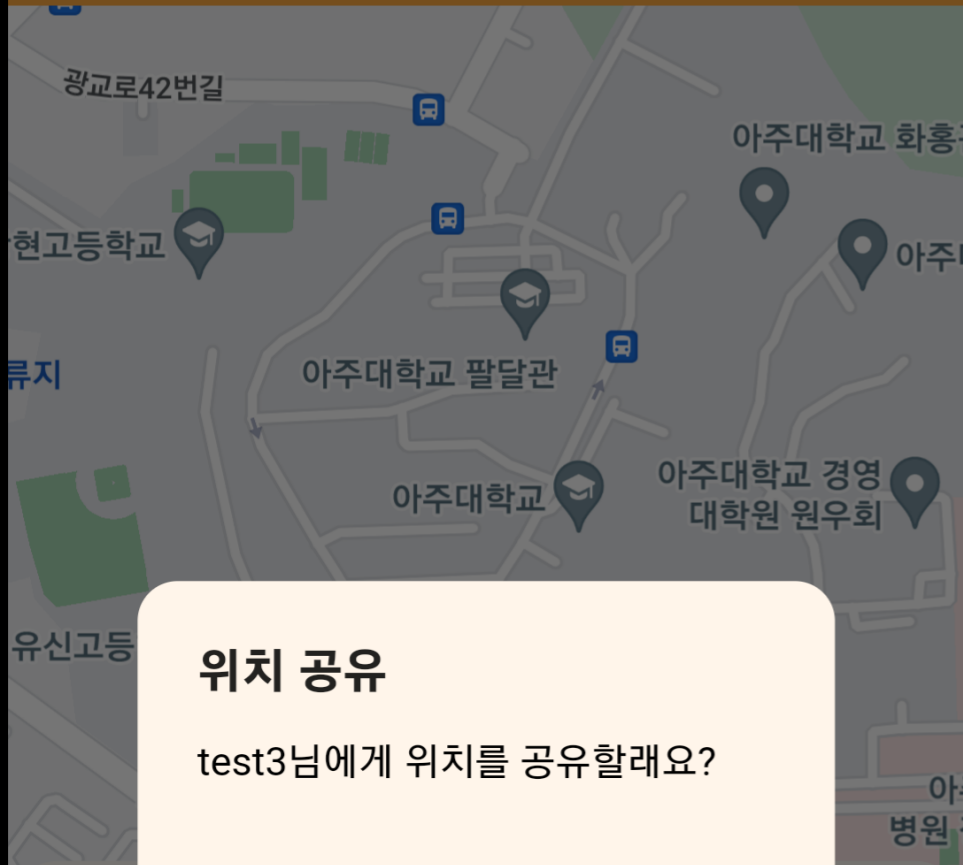 광교로42번길
아주대학교 화홍
현고등학교
아주
류지
아주대학교 팔달관
아주대학교
아주대학교 경영
대학원 원우회
유신고등
위치 공유
test3님에게 위치를 공유할래요?
아
병원